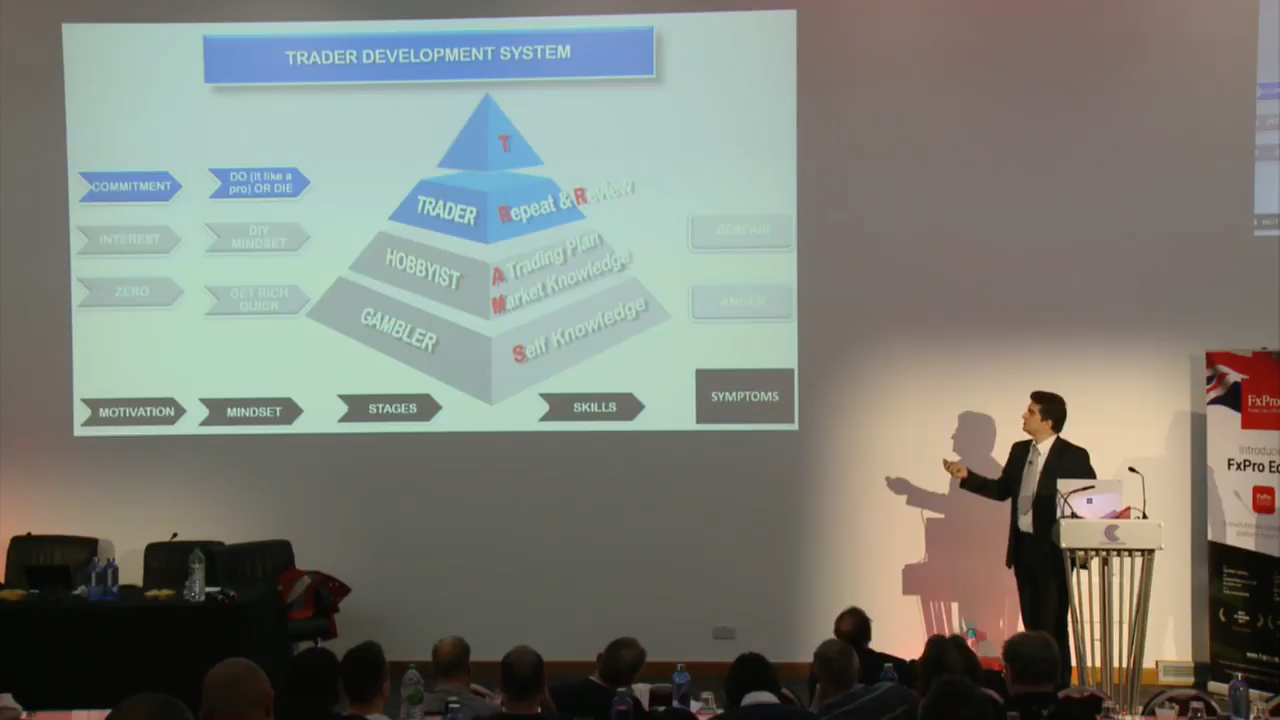 TRADER DEVELOPMENT SYSTEM
T
COMMITMENT
DO (it like a
pro) OR DIE
TRADER
Repeat & Review
INTEREST
DIY
MINDSET
HOBBYIST
A Trading Plan
Market Knowledge
DESPAIR
ZERO
GET RICH
QUICK
GAMBLER
Self Knowledge
ANGER
MOTIVATION
MINDSET
STAGES
SKILLS
SYMPTOMS
FxPro
FxPro